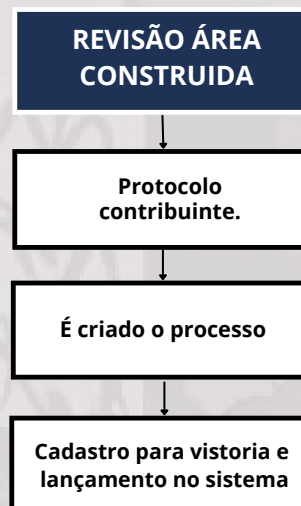 REVISÃO ÁREA
CONSTRUIDA
Protocolo
contribuinte.
É criado o processo
Cadastro para vistoria e
lançamento no sistema